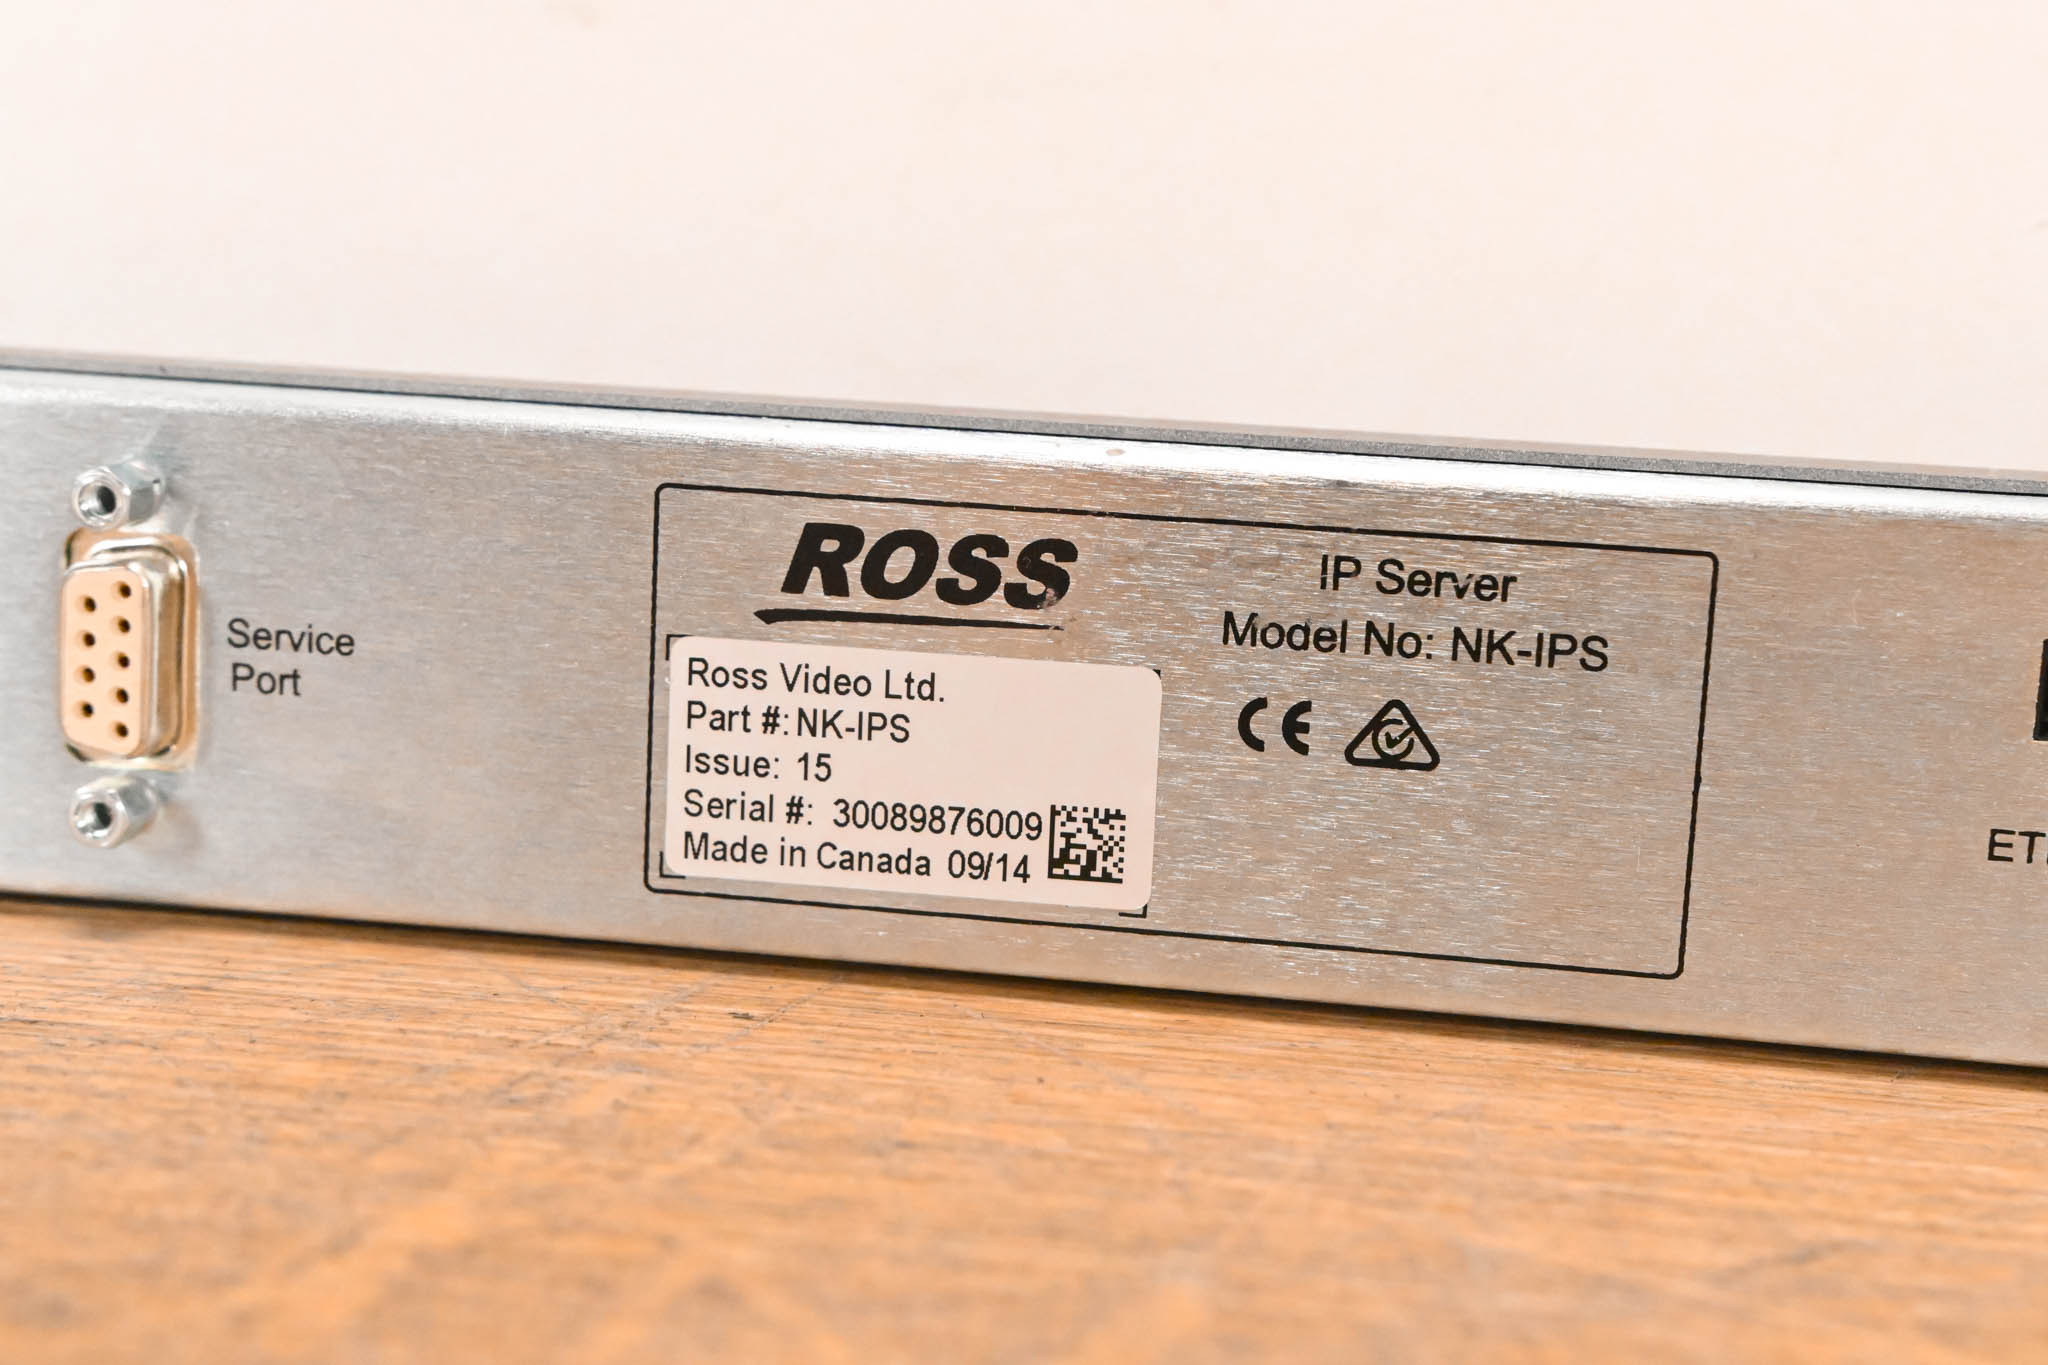 Service
Port
ROSS
Ross Video Ltd.
Part #: NK-IPS
Issue: 15
Serial #: 30089876009
Made in Canada 09/14
IP Server
Model No: NK-IPS
CE